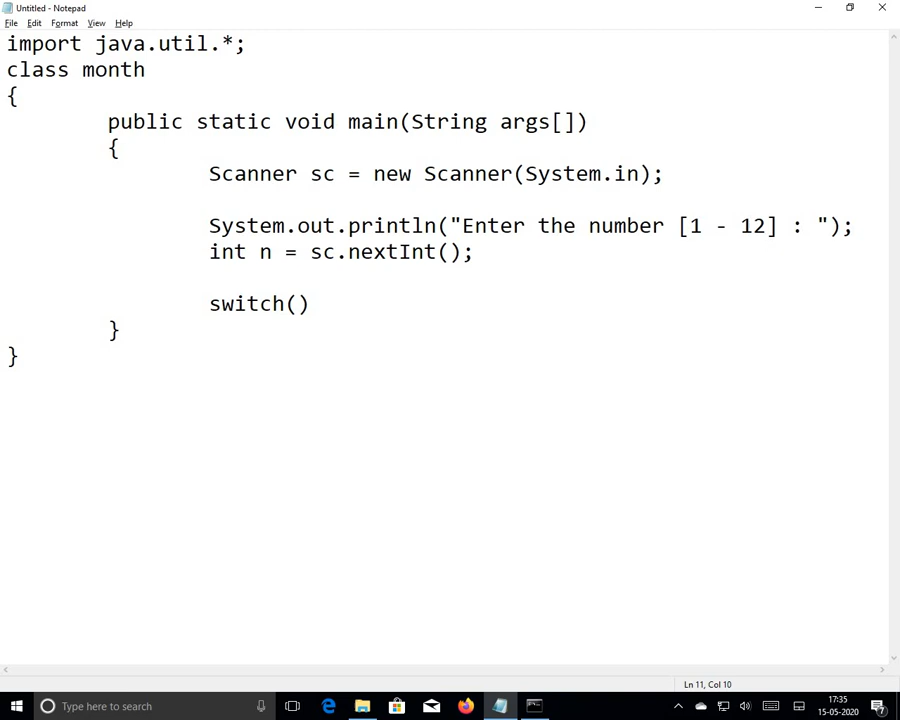 Untitled - Notepad
File Edit Format View Help
import java.util.*;
class month
{
public static void main(String args[])
{
Scanner sc = new Scanner(System.in);
System.out.println("Enter the number [1 - 12] : ");
int n = sc.nextInt();
switch()
}
}
Ln 11, Col 10
Type here to search
17:35
15-05-2020
7